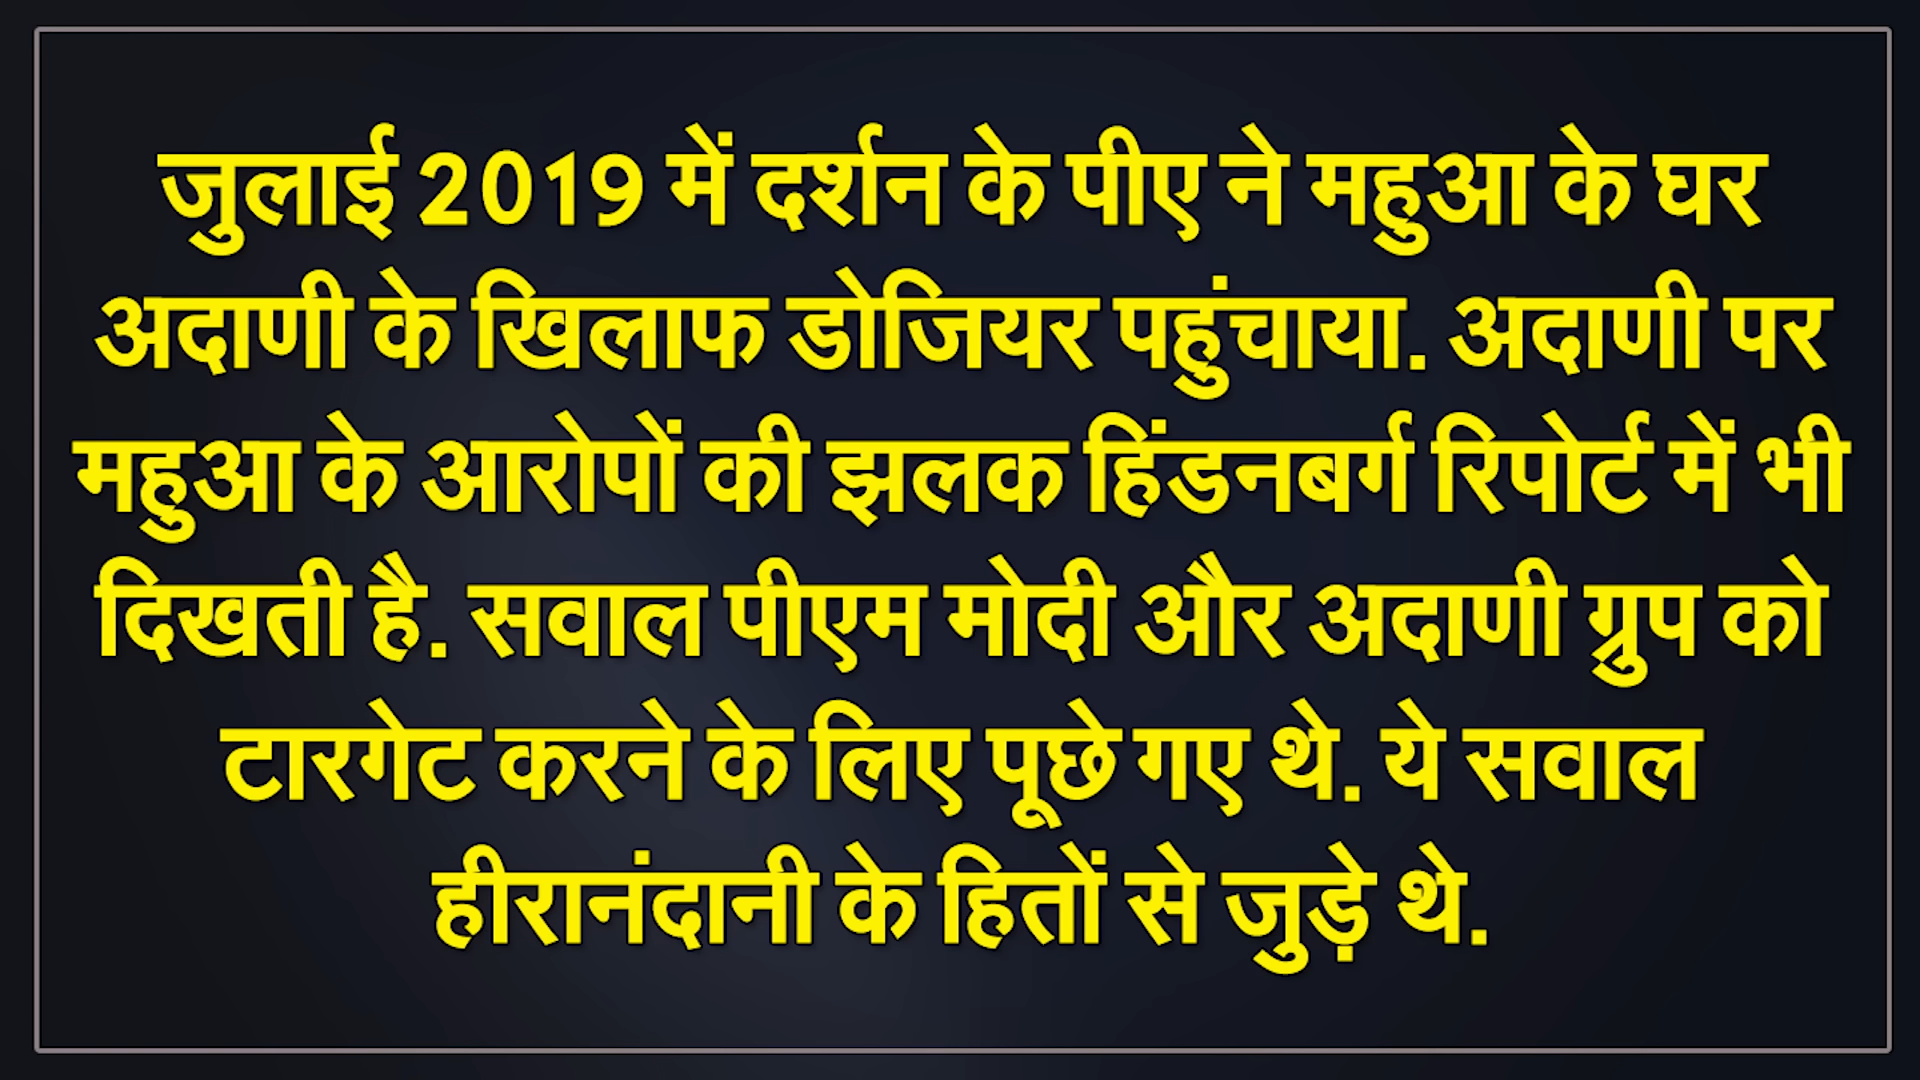 जुलाई 2019 में दर्शन के पीए ने महुआ के घर
अदाणी के खिलाफ डोजियर पहुंचाया. अदाणी पर
महुआ के आरोपों की झलक हिंडनबर्ग रिपोर्ट में भी
दिखती है. सवाल पीएम मोदी और अदाणी ग्रुप को
टारगेट करने के लिए पूछे गए थे. ये सवाल
हीरानंदानी के हितों से जुड़े थे.